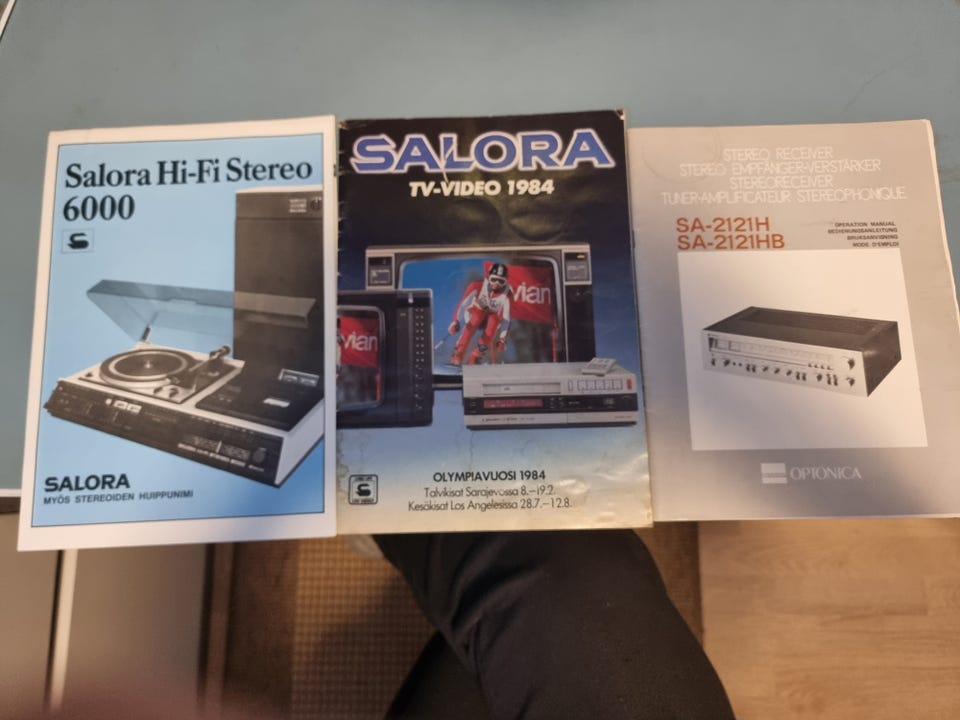 Salora Hi-Fi Stereo
6000
SALORA
MYÖS STEREOIDEN HUIPPUNIMI
SALORA
TV-VIDEO 1984
vian
vian
OLYMPIAVUOSI 1984
Talvikisat Sarajevossa 8.–19.2.
Kesäkisat Los Angelesissa 28.7.–12.8.
STEREO RECEIVER
STEREO EMPFÄNGER-VERSTÄRKER
STEREORECEIVER
TUNER-AMPLIFICATEUR STEREOPHONIQUE
SA-2121H
SA-2121HB
OPERATION MANUAL
BEDIENUNGSANLEITUNG
BRUKSANVISNING
MODE D'EMPLOI
OPTONICA